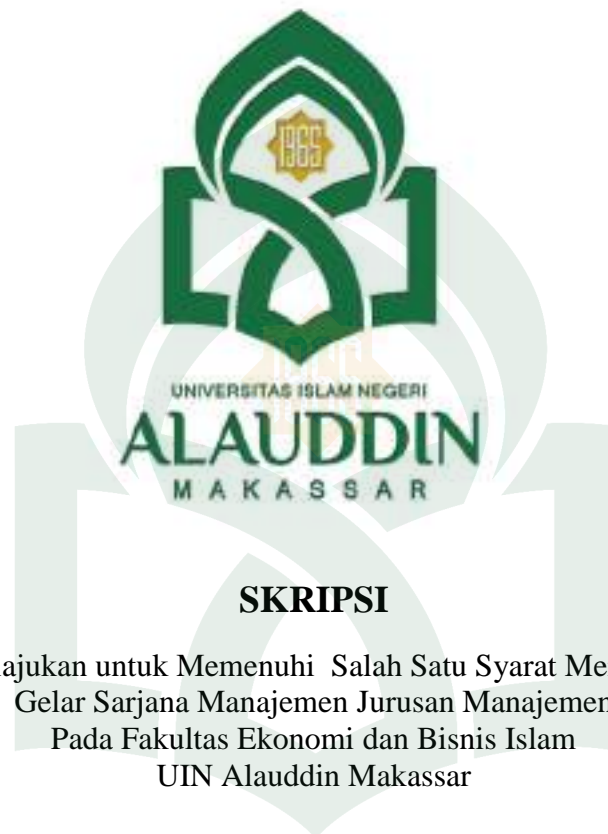 1965
UNIVERSITAS ISLAM NEGERI
ALAUDDIN
MAKASSAR
SKRIPSI
untuk Memenuhi Salah Satu Syarat
Gelar Sarjana Manajemen Jurusan Manajemen
Pada Fakultas Ekonomi dan Bisnis Islam
UIN Alauddin Makassar